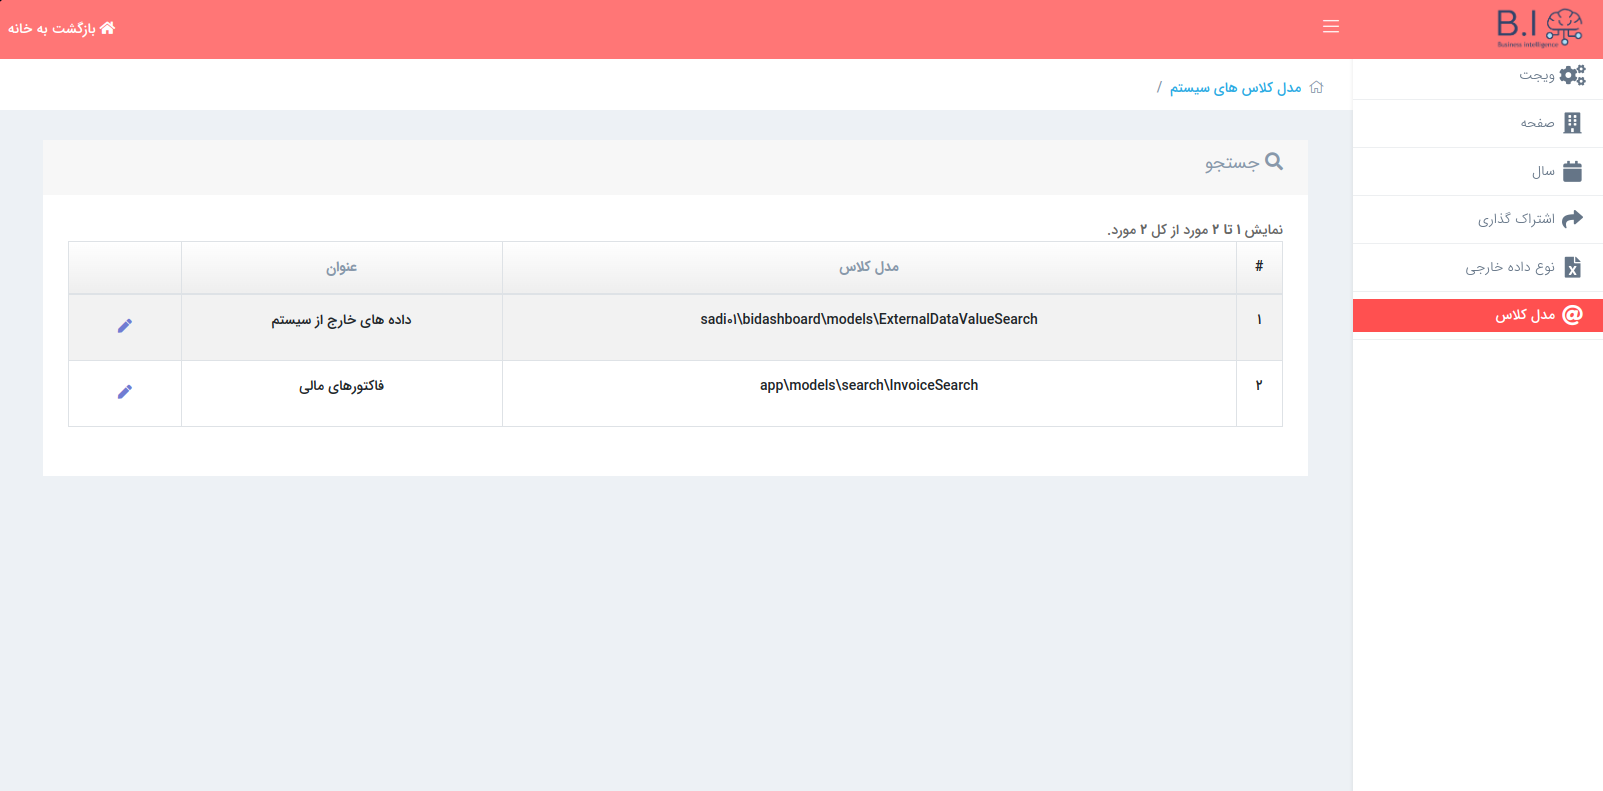 B.I
Business intelligence
بازگشت به خانه
ویجت
صفحه
سال
اشتراک گذاری
نوع داده خارجی
مدل کلاس
مدل کلاس های سیستم /
جستجو
نمایش ۱ تا ۲ مورد از کل ۲ مورد.
# مدل کلاس عنوان
۱ sadi۰۱\bidashboard\models\ExternalDataValueSearch داده های خارج از سیستم
۲ app\models\search\InvoiceSearch فاکتورهای مالی